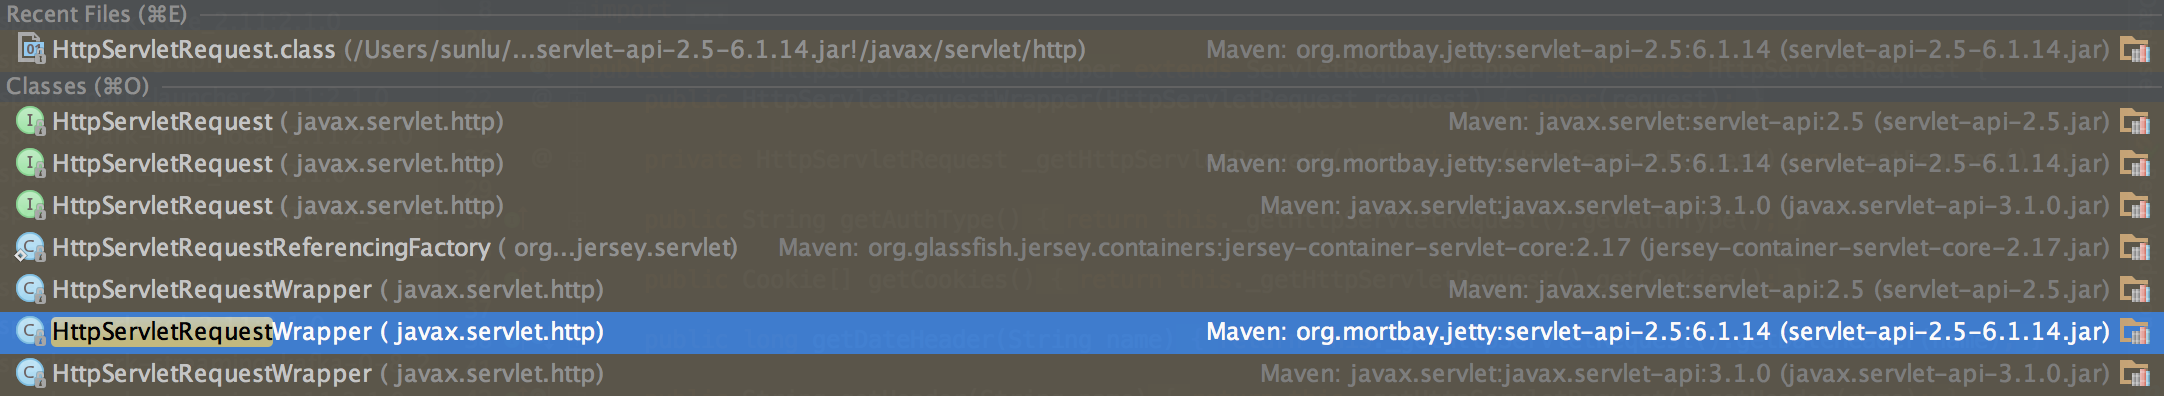 Recent Files (⌘E)
HttpServletRequest.class (/Users/sunlu/...servlet-api-2.5-6.1.14.jar!/javax/servlet/http) Maven: org.mortbay.jetty:servlet-api-2.5:6.1.14 (servlet-api-2.5-6.1.14.jar)
Classes (⌘O)
HttpServletRequest ( javax.servlet.http) Maven: javax.servlet:servlet-api:2.5 (servlet-api-2.5.jar)
HttpServletRequest ( javax.servlet.http) Maven: org.mortbay.jetty:servlet-api-2.5:6.1.14 (servlet-api-2.5-6.1.14.jar)
HttpServletRequest ( javax.servlet.http) Maven: javax.servlet:javax.servlet-api:3.1.0 (javax.servlet-api-3.1.0.jar)
HttpServletRequestReferencingFactory ( org...jersey.servlet) Maven: org.glassfish.jersey.containers:jersey-container-servlet-core:2.17 (jersey-container-servlet-core-2.17.jar)
HttpServletRequestWrapper ( javax.servlet.http) Maven: javax.servlet:servlet-api:2.5 (servlet-api-2.5.jar)
HttpServletRequestWrapper ( javax.servlet.http) Maven: org.mortbay.jetty:servlet-api-2.5:6.1.14 (servlet-api-2.5-6.1.14.jar)
HttpServletRequestWrapper ( javax.servlet.http) Maven: javax.servlet:javax.servlet-api:3.1.0 (javax.servlet-api-3.1.0.jar)